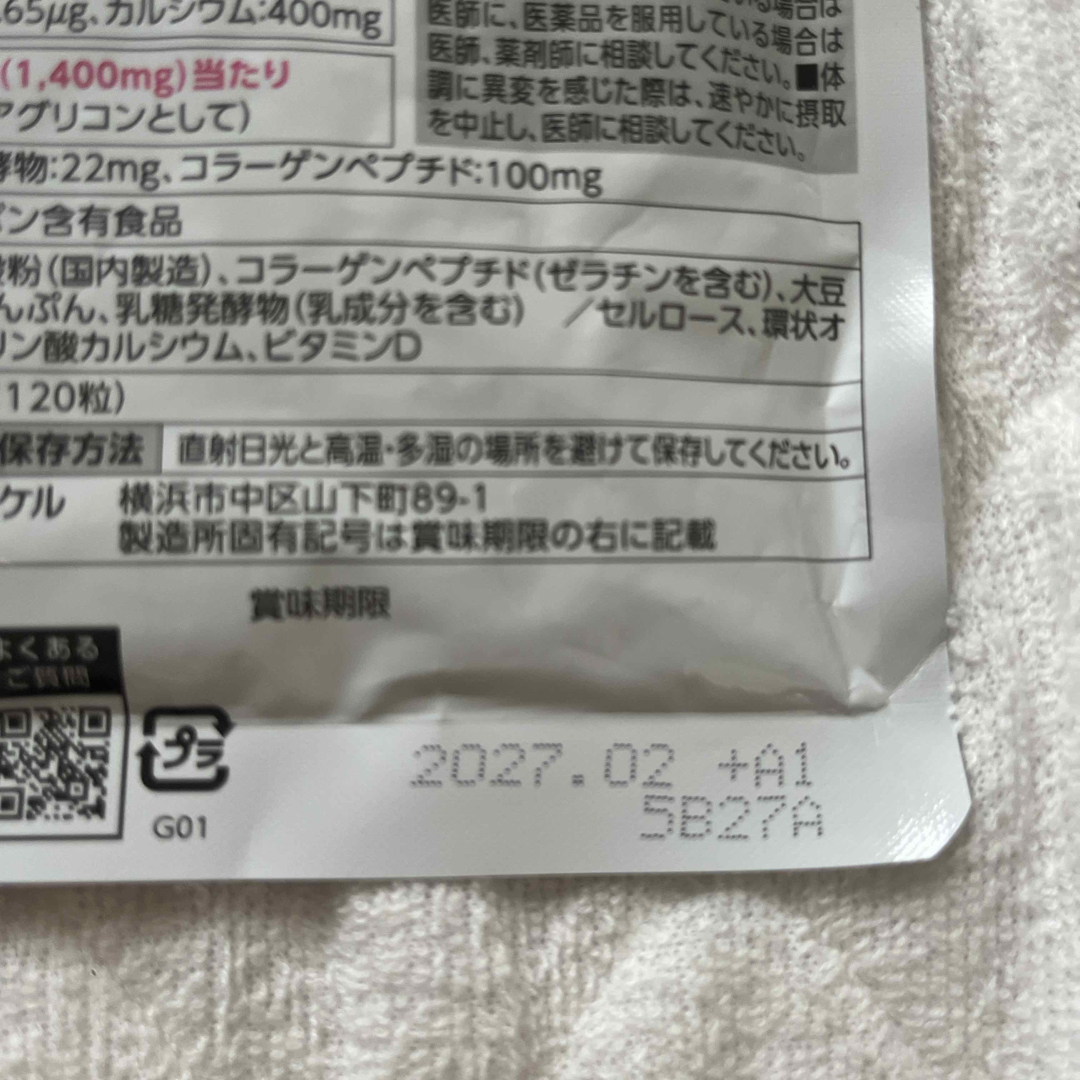 .65μg、カルシウム:400mg
(1,400mg)当たり
アグリコンとして)
酵物:22mg、コラーゲンペプチド:100mg
ボン含有食品
粉(国内製造)、コラーゲンペプチド(ゼラチンを含む)、大豆
んぷん、乳糖発酵物(乳成分を含む) /セルロース、環状オ
リン酸カルシウム、ビタミンD
120粒)
保存方法 直射日光と高温・多湿の場所を避けて保存してください。
ケル 横浜市中区山下町89-1
製造所固有記号は賞味期限の右に記載
場合は
医師に、医薬品を服用している場合は
医師、薬剤師に相談してください。■体
調に異変を感じた際は、速やかに摂取
を中止し、医師に相談してください。
賞味期限
よくある
ご質問
プラ
G01
2027.02 +A1
5B27A